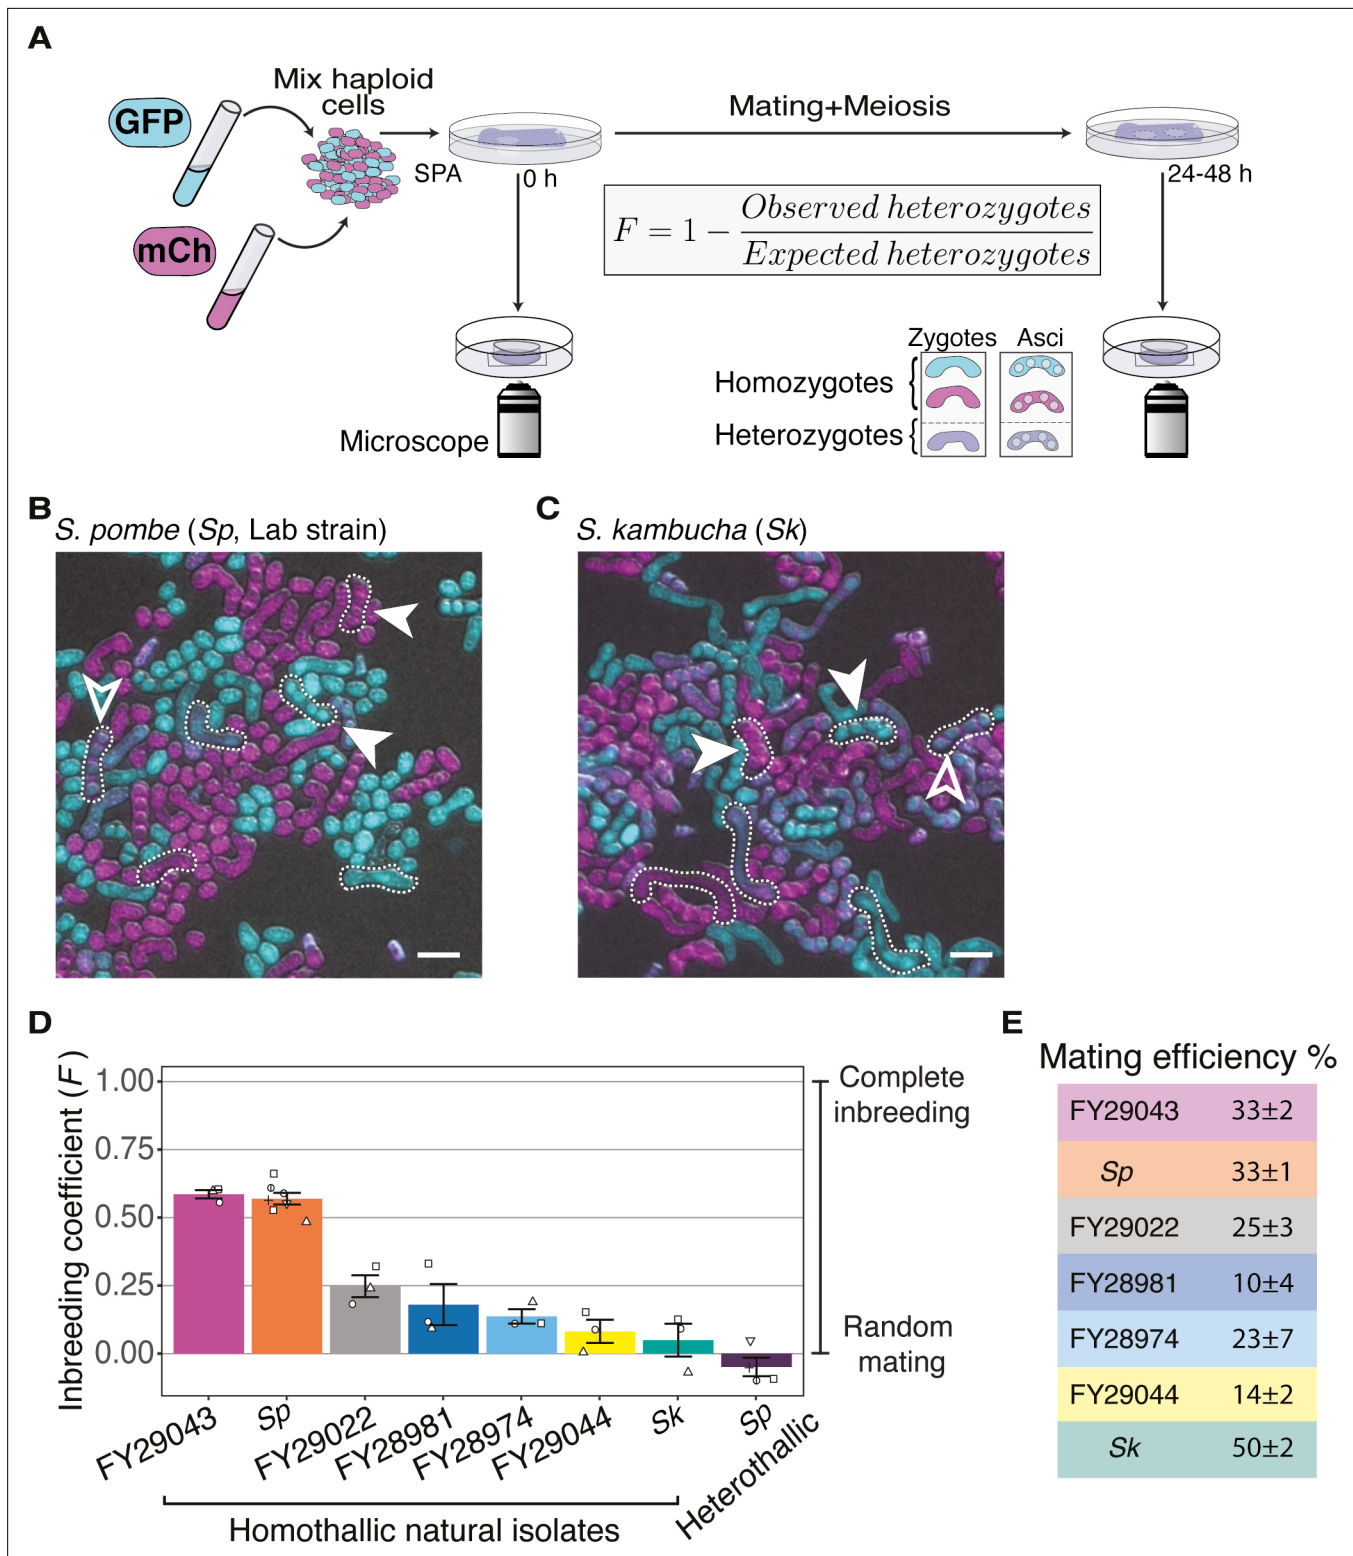 A
GFP
mCh
Mix haploid
cells
SPA
0 h
Mating+Meiosis
24-48 h
F = 1 - Observed heterozygotes
Expected heterozygotes
Microscope
Zygotes Asci
Homozygotes
Heterozygotes
B
S. pombe (Sp, Lab strain)
C
S. kambucha (Sk)
D
Inbreeding coefficient (F)
1.00
0.75
0.50
0.25
0.00
Complete
inbreeding
Random
mating
FY29043
Sp
FY29022
FY28981
FY28974
FY29044
Sk
Sp
Heterothallic
Homothallic natural isolates
E
Mating efficiency %
FY29043 33±2
Sp 33±1
FY29022 25±3
FY28981 10±4
FY28974 23±7
FY29044 14±2
Sk 50±2